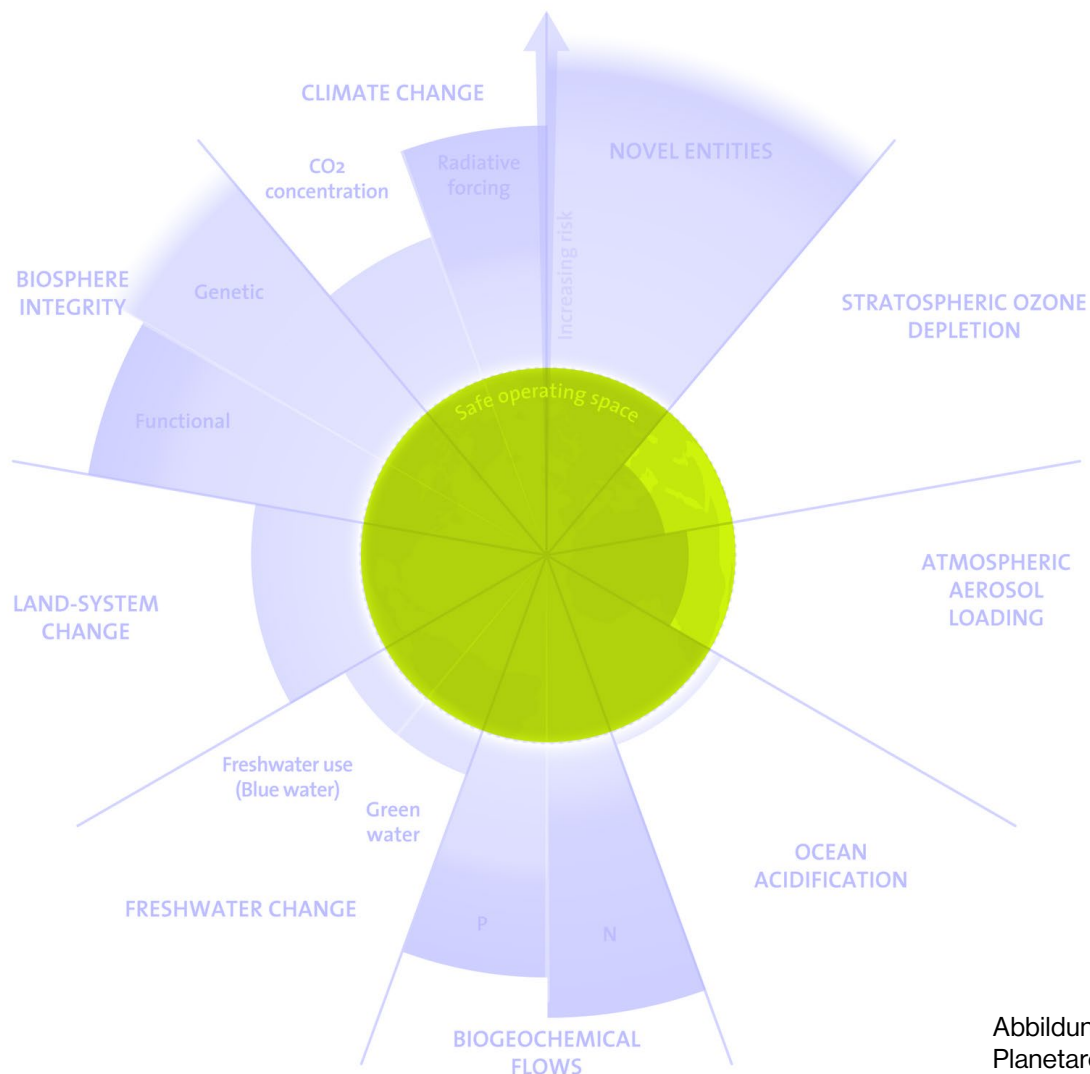 CLIMATE CHANGE
CO2
concentration
Radiative
forcing
NOVEL ENTITIES
Increasing risk
BIOSPHERE
INTEGRITY
Genetic
Functional
STRATOSPHERIC OZONE
DEPLETION
Safe operating space
ATMOSPHERIC
AEROSOL
LOADING
LAND-SYSTEM
CHANGE
Freshwater use
(Blue water)
Green
water
FRESHWATER CHANGE
P
N
OCEAN
ACIDIFICATION
BIOGEOCHEMICAL
FLOWS